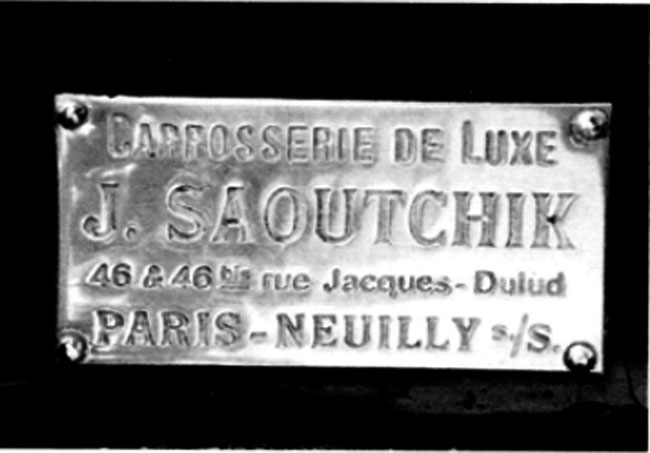 CARROSSERIE DE LUXE
J. SAOUTCHIK
46 & 46 bis rue Jacques-Dulud
PARIS-NEUILLY s/S.